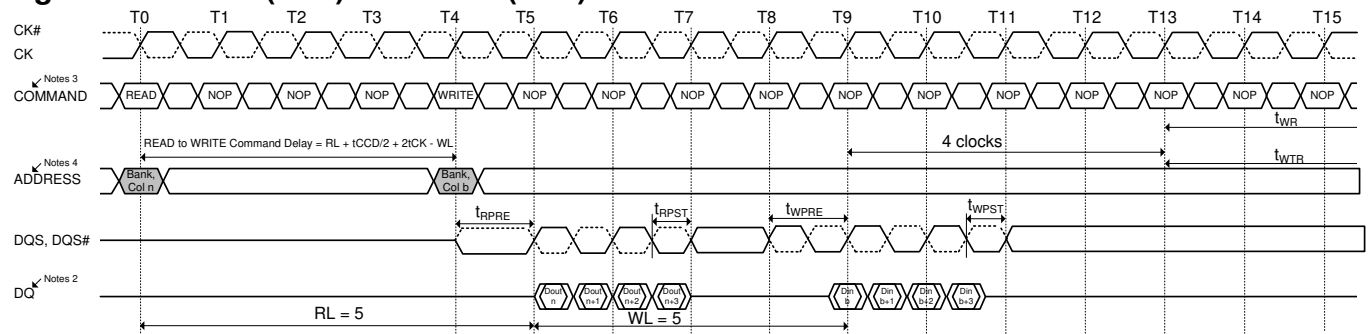 T0 T1 T2 T3 T4 T5 T6 T7 T8 T9 T10 T11 T12 T13 T14 T15
CK#
CK
Notes 3
COMMAND READ NOP NOP NOP WRITE NOP NOP NOP NOP NOP NOP NOP NOP NOP NOP NOP
tWR
READ to WRITE Command Delay = RL + tCCD/2 + 2tCK - WL
4 clocks
tWTR
Notes 4
ADDRESS
Bank, Col n
Bank, Col b
tRPRE tRPST tWPRE tWPST
DQS, DQS#
Notes 2
DQ
Dout n
Dout n+1
Dout n+2
Dout n+3
Din b
Din b+1
Din b+2
Din b+3
RL = 5 WL = 5